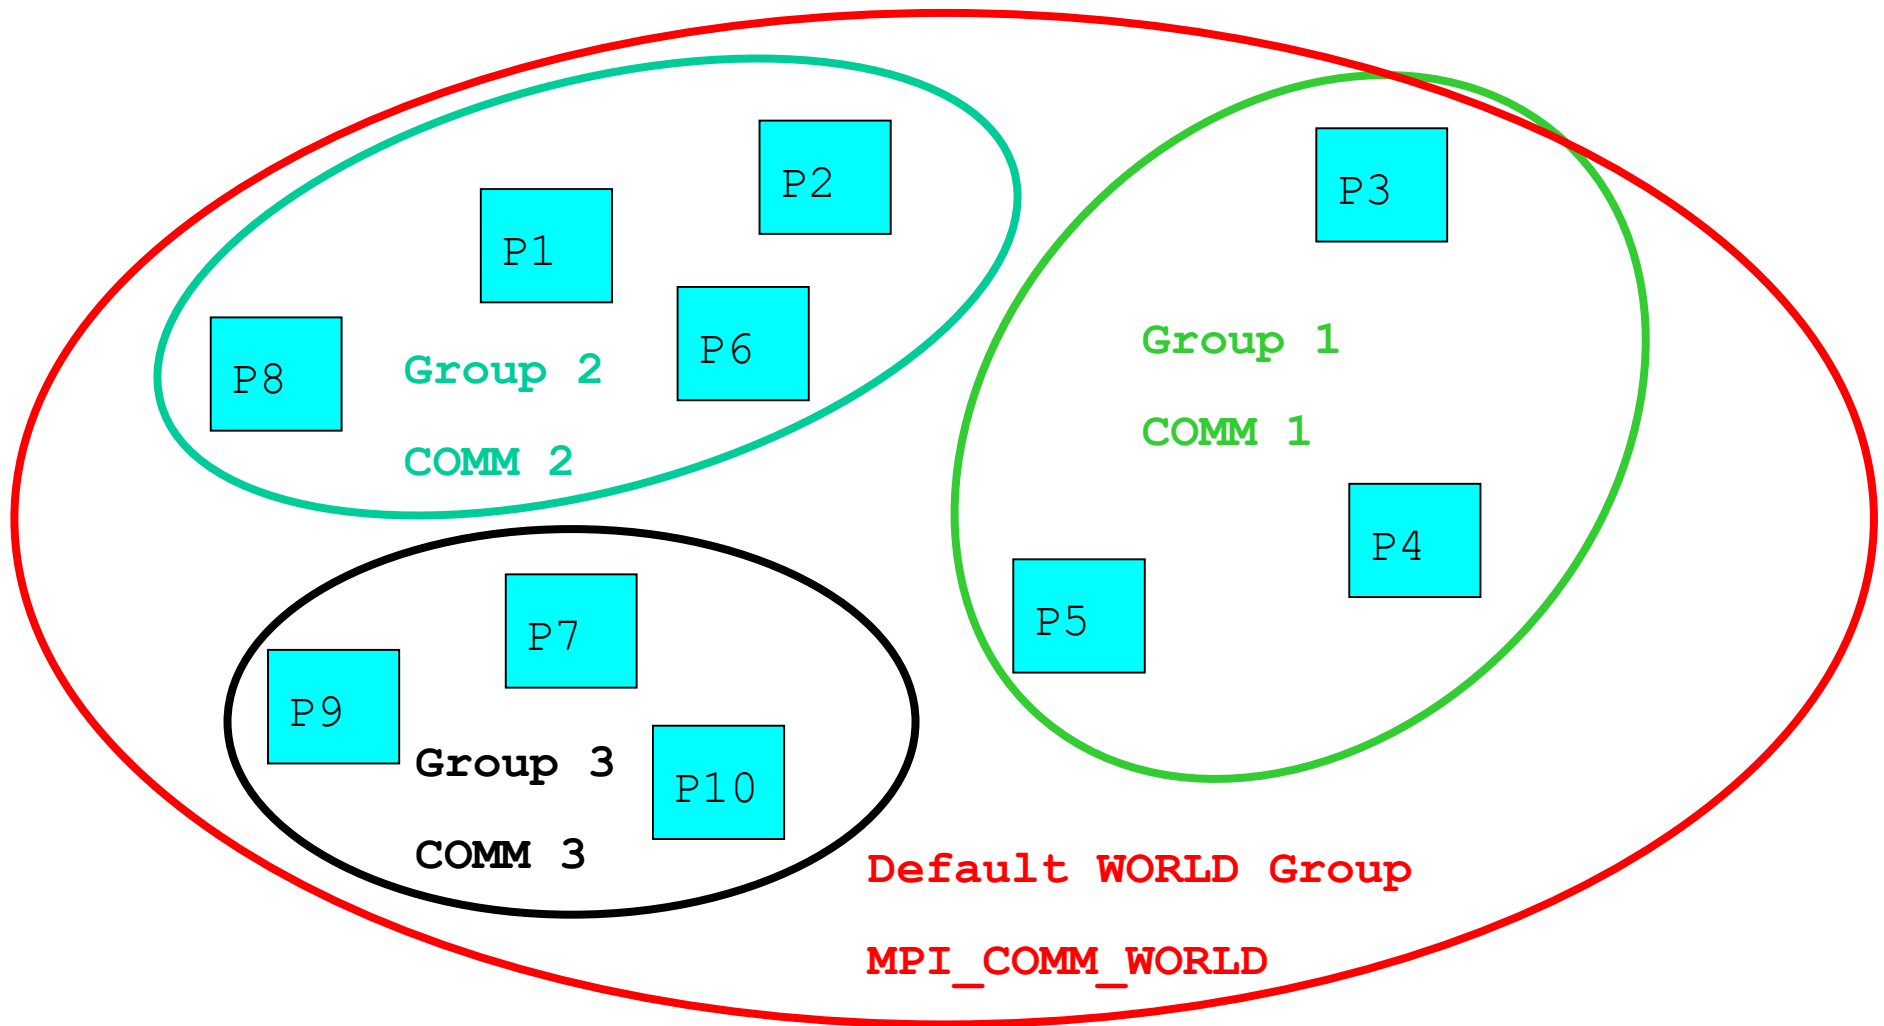 P2
P3
P1
P6
P8
Group 2
COMM 2
Group 1
COMM 1
P4
P5
P7
P9
Group 3
P10
COMM 3
Default WORLD Group
MPI_COMM_WORLD